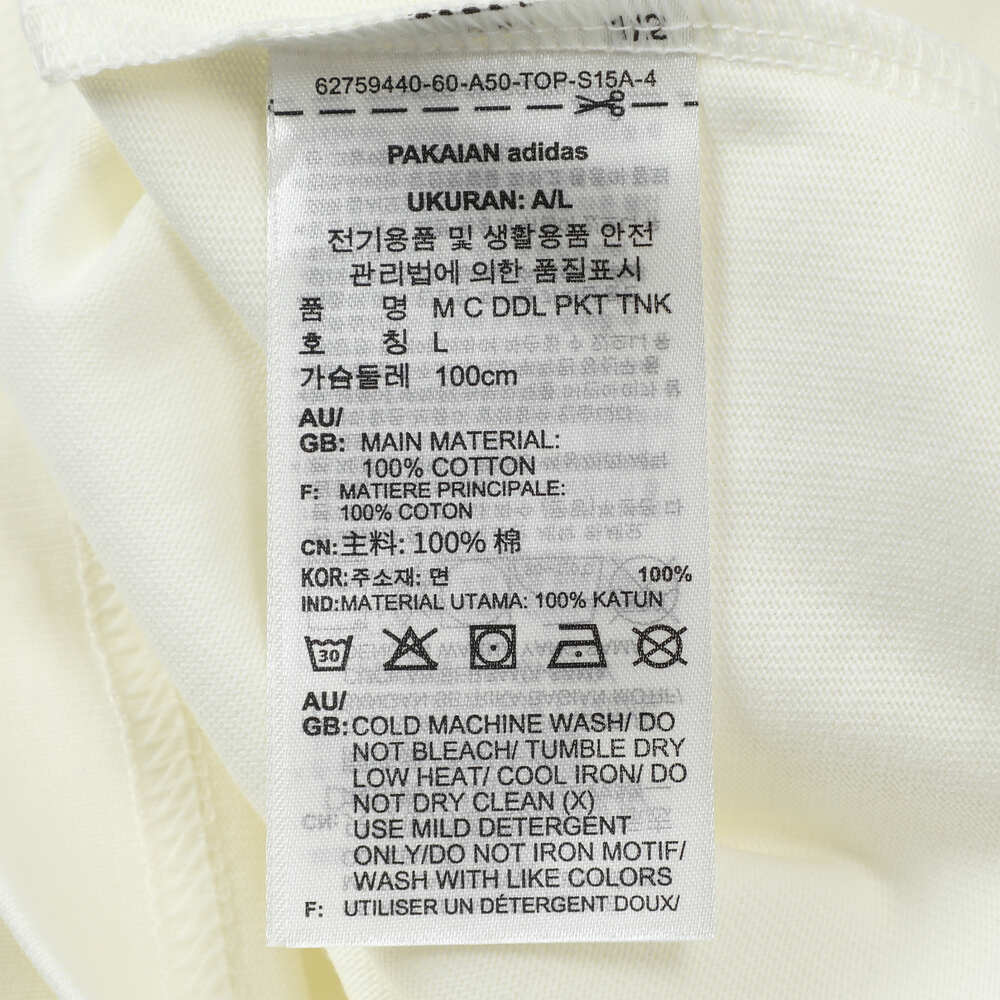 1/2
62759440-60-A50-TOP-S15A-4
PAKAIAN adidas
UKURAN: A/L
전기용품 및 생활용품 안전
관리법에 의한 품질표시
품 명 M C DDL PKT TNK
호 칭 L
가슴둘레 100cm
AU/
GB: MAIN MATERIAL:
100% COTTON
F: MATIERE PRINCIPALE:
100% COTON
CN:主料: 100% 棉
KOR:주소재: 면 100%
IND:MATERIAL UTAMA: 100% KATUN
30
AU/
GB:COLD MACHINE WASH/ DO
NOT BLEACH/ TUMBLE DRY
LOW HEAT/ COOL IRON/ DO
NOT DRY CLEAN (X)
USE MILD DETERGENT
ONLY/DO NOT IRON MOTIF/
WASH WITH LIKE COLORS
F: UTILISER UN DÉTERGENT DOUX/